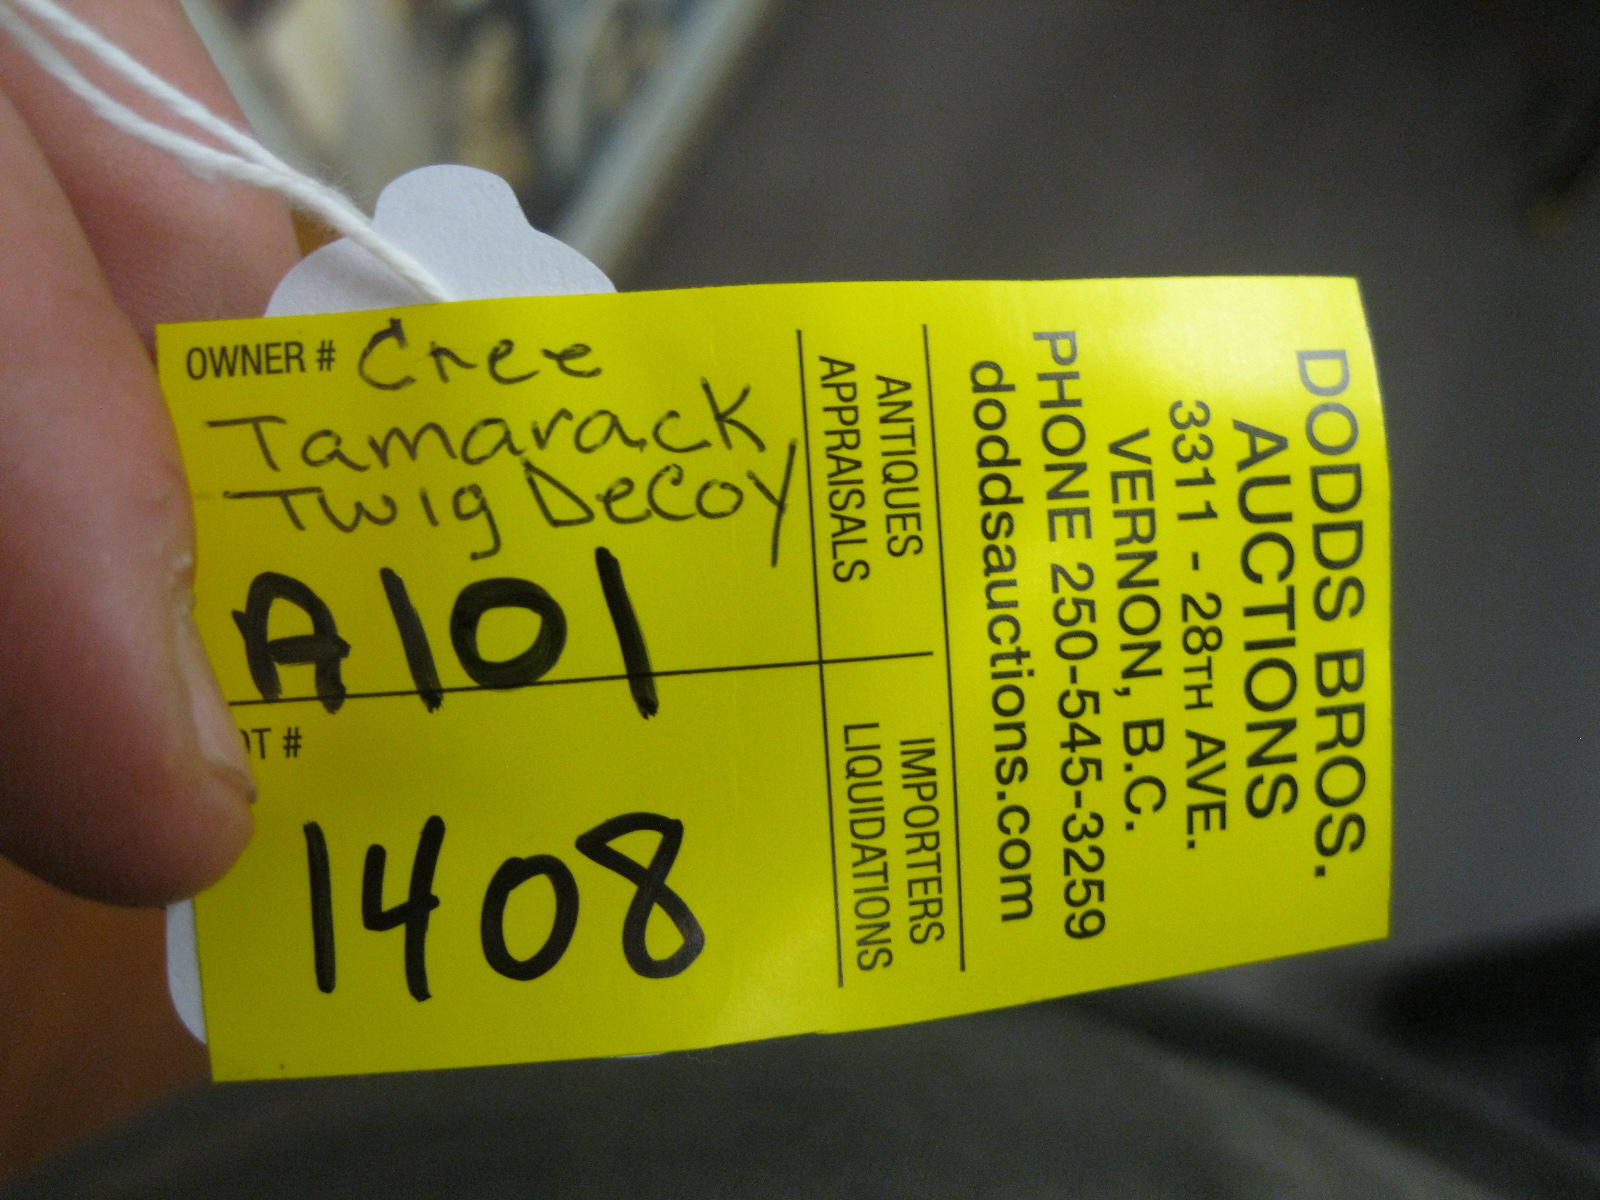 OWNER # Cree
Tamarack
Twig Decoy
A101
OT #
1408
ANTIQUES
APPRAISALS
IMPORTERS
LIQUIDATIONS
DODDS BROS.
AUCTIONS
3311 - 28TH AVE.
VERNON, B.C.
PHONE 250-545-3259
doddsauctions.com